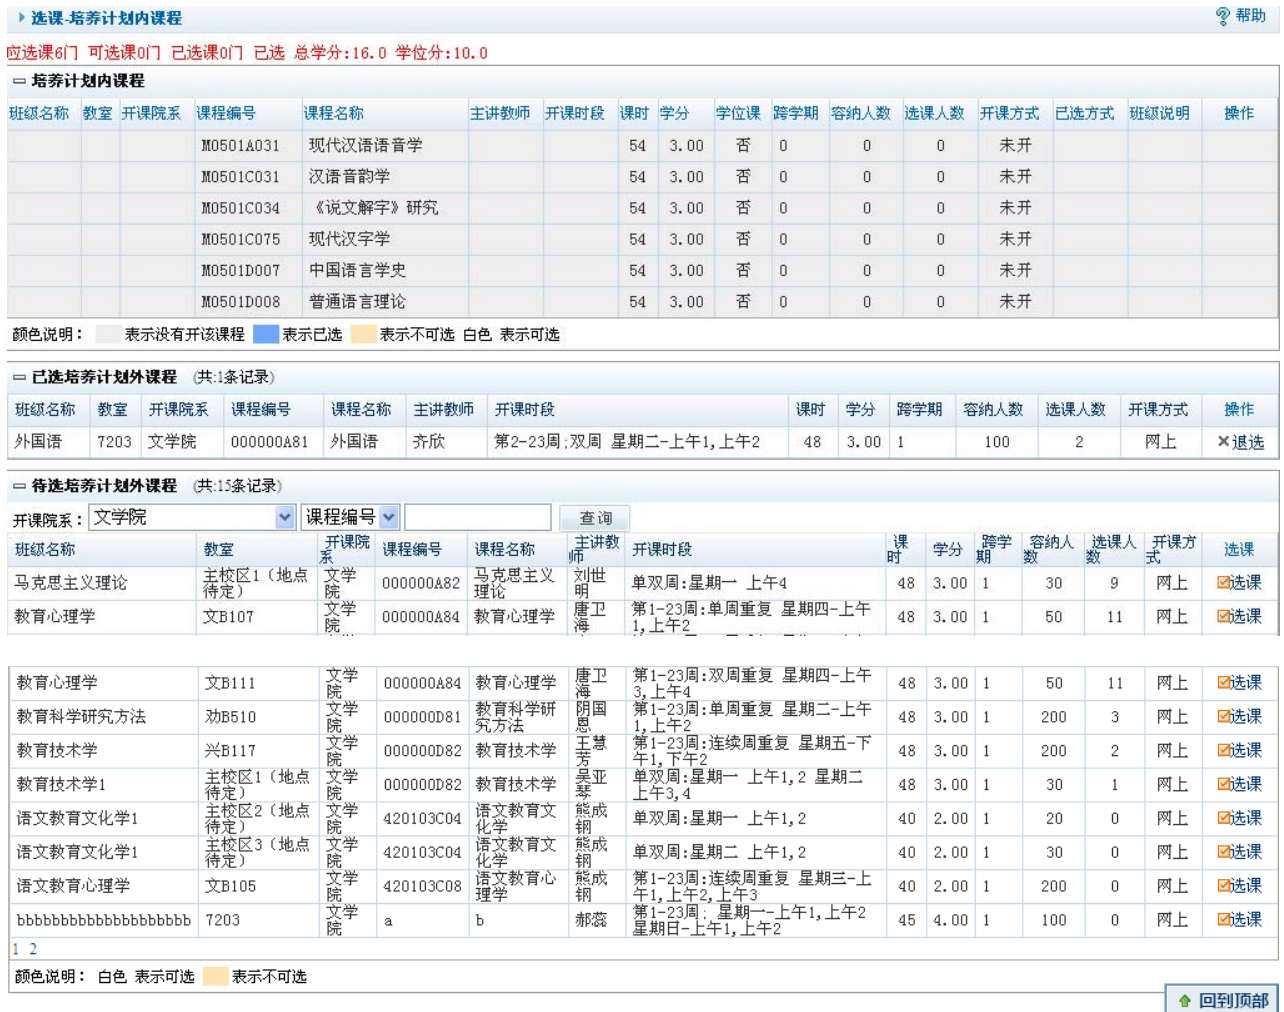 选课-培养计划内课程 帮助
应选课6门 可选课0门 已选课0门 已选 总学分:16.0 学位分:10.0
培养计划内课程
班级名称 教室 开课院系 课程编号 课程名称 主讲教师 开课时段 课时 学分 学位课 跨学期 容纳人数 选课人数 开课方式 已选方式 班级说明 操作
M0501A031 现代汉语语音学 54 3.00 否 0 0 0 未开
M0501C031 汉语音韵学 54 3.00 否 0 0 0 未开
M0501C034 《说文解字》研究 54 3.00 否 0 0 0 未开
M0501C075 现代汉字学 54 3.00 否 0 0 0 未开
M0501D007 中国语言学史 54 3.00 否 0 0 0 未开
M0501D008 普通语言理论 54 3.00 否 0 0 0 未开
颜色说明： 表示没有开该课程 表示已选 表示不可选 白色 表示可选
已选培养计划外课程 (共:1条记录)
班级名称 教室 开课院系 课程编号 课程名称 主讲教师 开课时段 课时 学分 跨学期 容纳人数 选课人数 开课方式 操作
外国语 7203 文学院 000000A81 外国语 齐欣 第2-23周:双周 星期二-上午1,上午2 48 3.00 1 100 2 网上 ×退选
待选培养计划外课程 (共:15条记录)
开课院系： 文学院 课程编号 查询
班级名称 教室 开课院系 课程编号 课程名称 主讲教师 开课时段 课时 学分 跨学期 容纳人数 选课人数 开课方式 选课
马克思主义理论 主校区1（地点待定） 文学院 000000A82 马克思主义理论 刘世明 单双周:星期一 上午4 48 3.00 1 30 9 网上 选课
教育心理学 文B107 文学院 000000A84 教育心理学 唐卫海 第1-23周:单周重复 星期四-上午1,上午2 48 3.00 1 50 11 网上 选课
教育心理学 文B111 文学院 000000A84 教育心理学 唐卫海 第1-23周:双周重复 星期四-上午3,上午4 48 3.00 1 50 11 网上 选课
教育科学研究方法 劝B510 文学院 000000D81 教育科学研究方法 阴国恩 第1-23周:单周重复 星期二-上午1,上午2 48 3.00 1 200 3 网上 选课
教育技术学 兴B117 文学院 000000D82 教育技术学 王慧芳 第1-23周:连续周重复 星期五-下午1,下午2 48 3.00 1 200 2 网上 选课
教育技术学1 主校区1（地点待定） 文学院 000000D82 教育技术学 吴亚琴 单双周:星期一 上午1,2 星期二 上午3,4 48 3.00 1 30 1 网上 选课
语文教育文化学1 主校区2（地点待定） 文学院 420103C04 语文教育文化学 熊成钢 单双周:星期一 上午1,2 40 2.00 1 20 0 网上 选课
语文教育文化学1 主校区3（地点待定） 文学院 420103C04 语文教育文化学 熊成钢 单双周:星期二 上午1,2 40 2.00 1 30 0 网上 选课
语文教育心理学 文B105 文学院 420103C08 语文教育心理学 熊成钢 第1-23周:连续周重复 星期三-上午1,上午2,上午3 40 2.00 1 200 0 网上 选课
bbbbbbbbbbbbbbbbbbbb 7203 文学院 a b 郝蕊 第1-23周: 星期一-上午1,上午2 星期日-上午1,上午2 45 4.00 1 100 0 网上 选课
1 2
颜色说明： 白色 表示可选 表示不可选
回到顶部